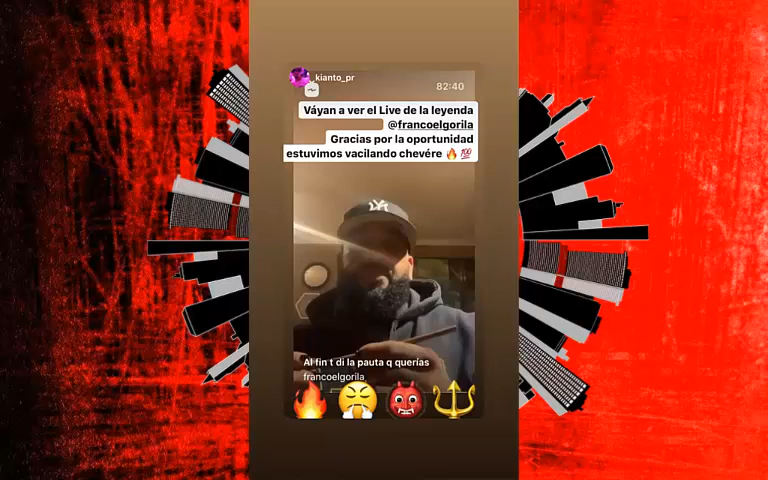 _kianto_pr
82:40
Váyan a ver el Live de la leyenda
@francoelgorila
Gracias por la oportunidad
estuvimos vacilando chevére 🔥 💯
NY
Al fin t di la pauta q querías
francoelgorila